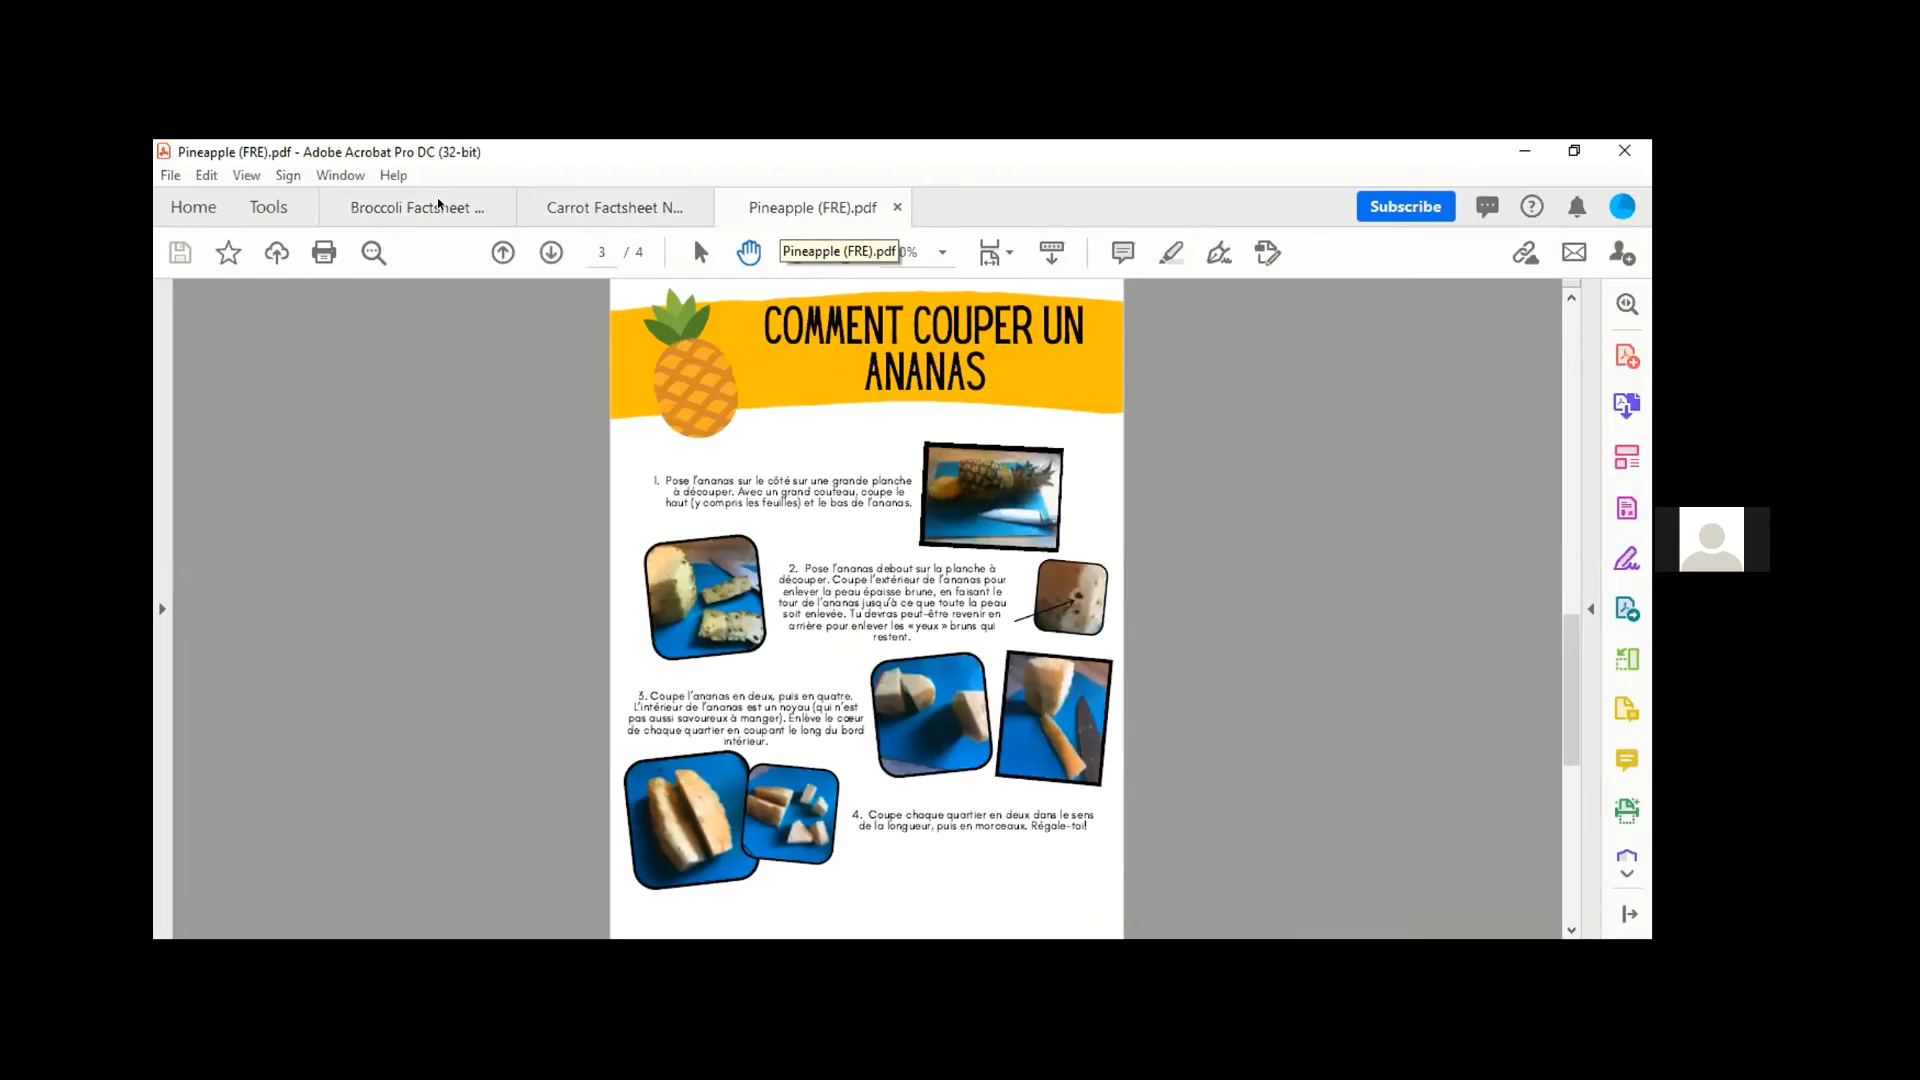 Pineapple (FRE).pdf - Adobe Acrobat Pro DC (32-bit)
File Edit View Sign Window Help
Home Tools Broccoli Factsheet ... Carrot Factsheet N... Pineapple (FRE).pdf Subscribe
3 / 4 Pineapple (FRE).pdf 0%
COMMENT COUPER UN
ANANAS
1. Pose l'ananas sur le côté sur une grande planche
à découper. Avec un grand couteau, coupe le
haut (y compris les feuilles) et le bas de l'ananas.
2. Pose l'ananas debout sur la planche à
découper. Coupe l'extérieur de l'ananas pour
enlever la peau épaisse brune, en faisant le
tour de l'ananas jusqu'à ce que toute la peau
soit enlevée. Tu devras peut-être revenir en
arrière pour enlever les « yeux » bruns qui
restent.
3. Coupe l'ananas en deux, puis en quatre.
L'intérieur de l'ananas est un noyau (qui n'est
pas aussi savoureux à manger). Enlève le cœur
de chaque quartier en coupant le long du bord
intérieur.
4. Coupe chaque quartier en deux dans le sens
de la longueur, puis en morceaux. Régale-toi!